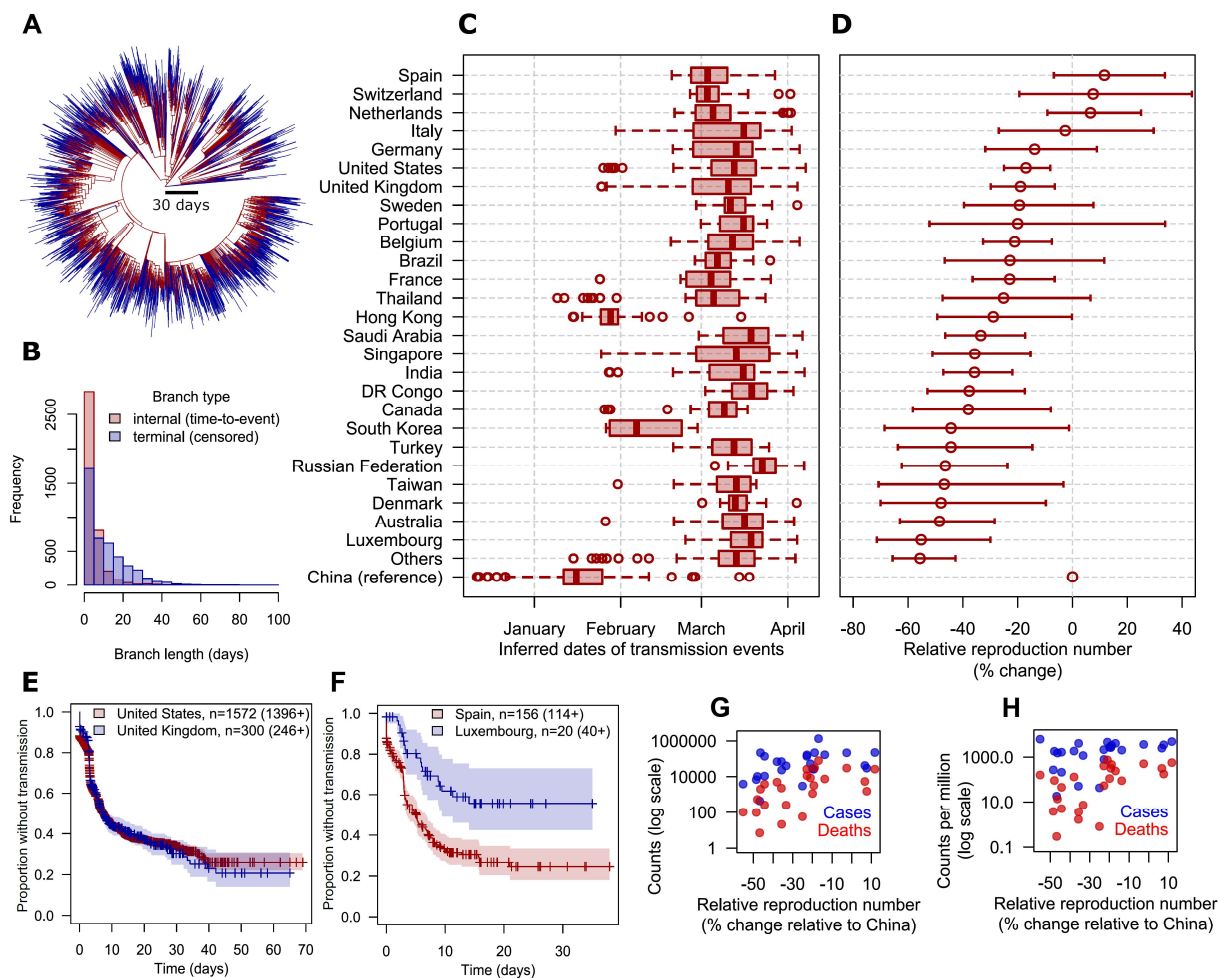 A
30 days
B
Branch type
internal (time-to-event)
terminal (censored)
2500
1500
500
0
Frequency
0 20 40 60 80 100
Branch length (days)
C
Spain
Switzerland
Netherlands
Italy
Germany
United States
United Kingdom
Sweden
Portugal
Belgium
Brazil
France
Thailand
Hong Kong
Saudi Arabia
Singapore
India
DR Congo
Canada
South Korea
Turkey
Russian Federation
Taiwan
Denmark
Australia
Luxembourg
Others
China (reference)
January February March April
Inferred dates of transmission events
D
-80 -60 -40 -20 0 20 40
Relative reproduction number
(% change)
E
United States, n=1572 (1396+)
United Kingdom, n=300 (246+)
1.0
0.8
0.6
0.4
0.2
0.0
Proportion without transmission
0 10 20 30 40 50 60 70
Time (days)
F
Spain, n=156 (114+)
Luxembourg, n=20 (40+)
1.0
0.8
0.6
0.4
0.2
0.0
Proportion without transmission
0 10 20 30
Time (days)
G
1000000
10000
100
1
Counts (log scale)
Cases
Deaths
-50 -30 -10 10
Relative reproduction number
(% change relative to China)
H
1000.0
10.0
0.1
Counts per million
(log scale)
Cases
Deaths
-50 -30 -10 10
Relative reproduction number
(% change relative to China)